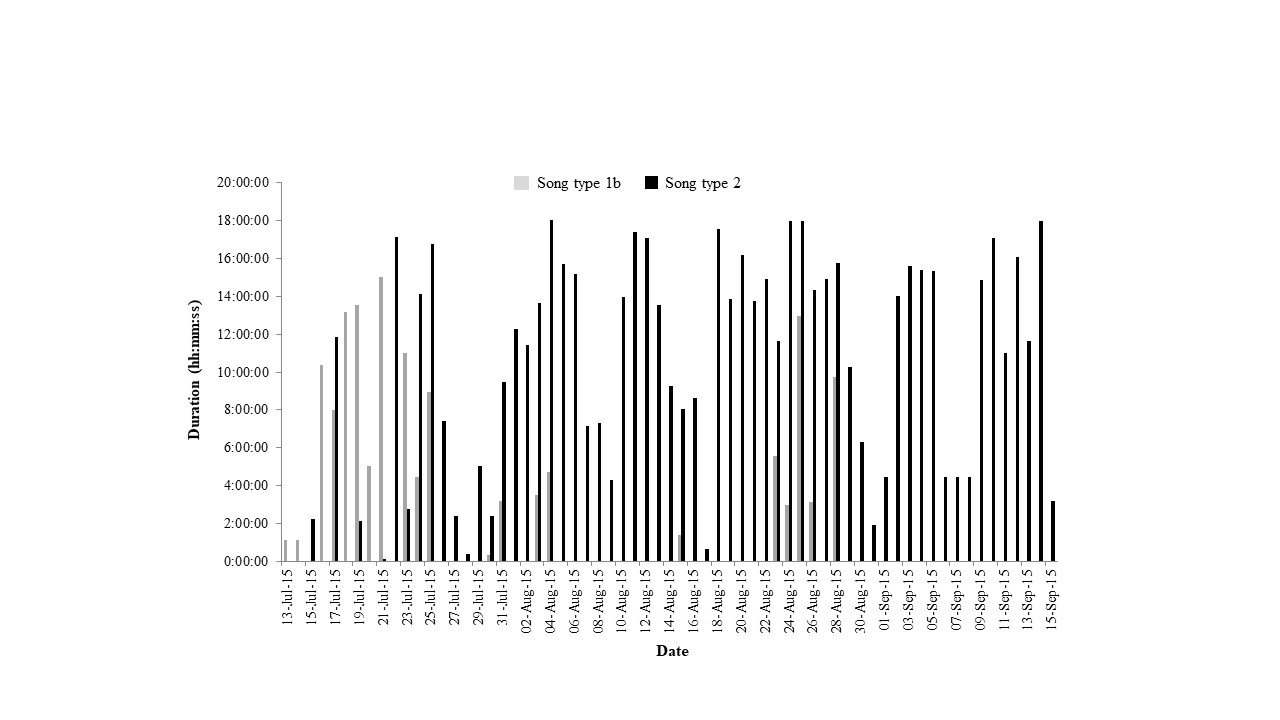 Song type 1b
Song type 2
20:00:00
18:00:00
16:00:00
14:00:00
12:00:00
10:00:00
8:00:00
6:00:00
4:00:00
2:00:00
0:00:00
Duration (hh:mm:ss)
13-Jul-15
15-Jul-15
17-Jul-15
19-Jul-15
21-Jul-15
23-Jul-15
25-Jul-15
27-Jul-15
29-Jul-15
31-Jul-15
02-Aug-15
04-Aug-15
06-Aug-15
08-Aug-15
10-Aug-15
12-Aug-15
14-Aug-15
16-Aug-15
18-Aug-15
20-Aug-15
22-Aug-15
24-Aug-15
26-Aug-15
28-Aug-15
30-Aug-15
01-Sep-15
03-Sep-15
05-Sep-15
07-Sep-15
09-Sep-15
11-Sep-15
13-Sep-15
15-Sep-15
Date